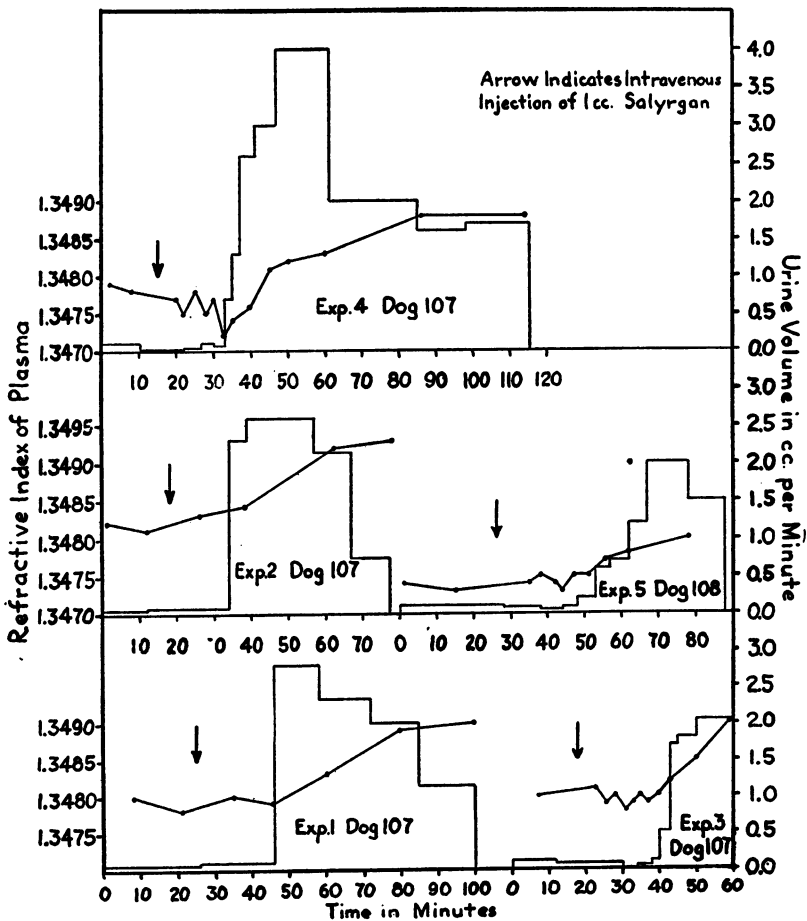 Arrow Indicates Intravenous
Injection of 1 cc. Salyrgan
4.0
3.5
3.0
2.5
2.0
1.5
1.0
0.5
0.0
1.3490
1.3485
1.3480
1.3475
1.3470
Exp. 4 Dog 107
10 20 30 40 50 60 70 80 90 100 110 120
Refractive Index of Plasma
Urine Volume in cc. per Minute
1.3495
1.3490
1.3485
1.3480
1.3475
1.3470
3.0
2.5
2.0
1.5
1.0
0.5
0.0
Exp.2 Dog 107
Exp.5 Dog 108
10 20 0 40 50 60 70 80 0 10 20 30 40 50 60 70 80
1.3490
1.3485
1.3480
1.3475
3.0
2.5
2.0
1.5
1.0
0.5
0.0
Exp.1 Dog 107
Exp.3
Dog 107
0 10 20 30 40 50 60 70 80 90 100 0 10 20 30 40 50 60
Time in Minutes